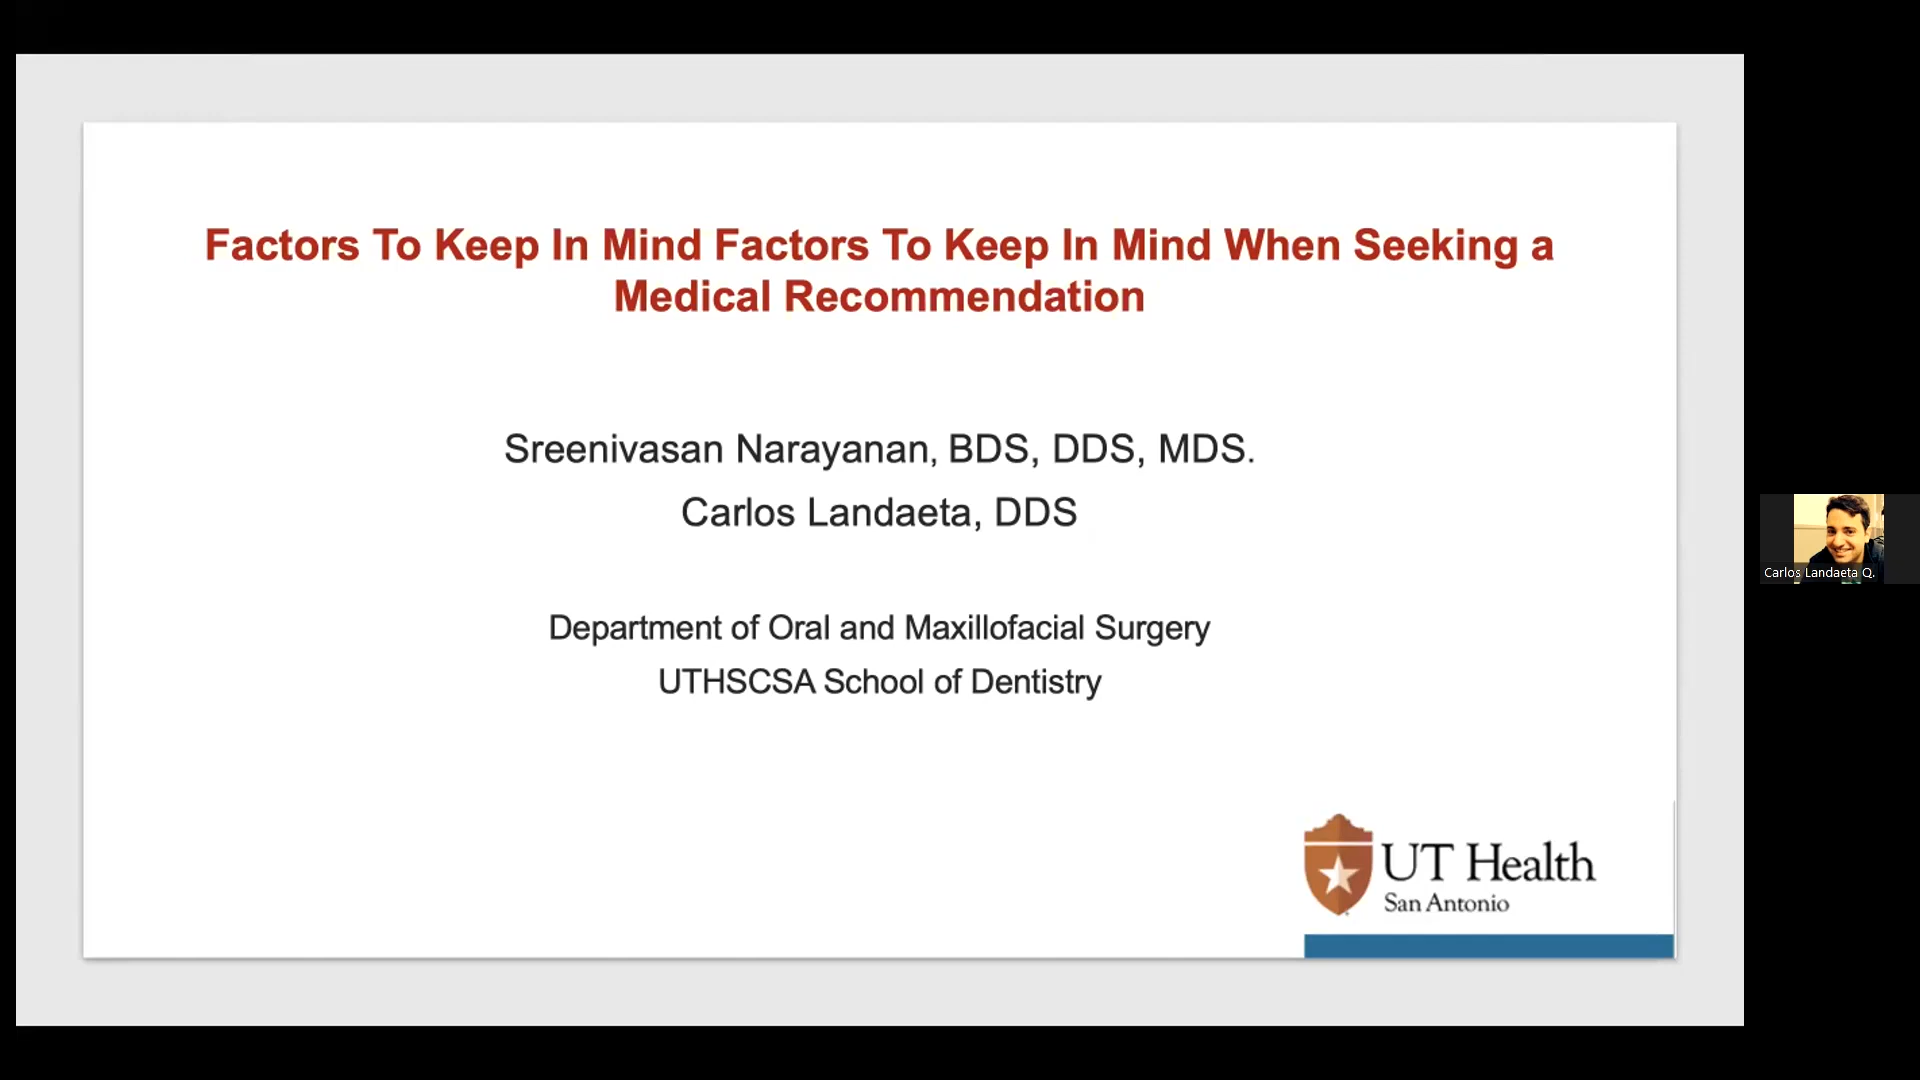 Factors To Keep In Mind Factors To Keep In Mind When Seeking a
Medical Recommendation
Sreenivasan Narayanan, BDS, DDS, MDS.
Carlos Landaeta, DDS
Department of Oral and Maxillofacial Surgery
UTHSCSA School of Dentistry
UT Health
San Antonio
Carlos Landaeta Q.